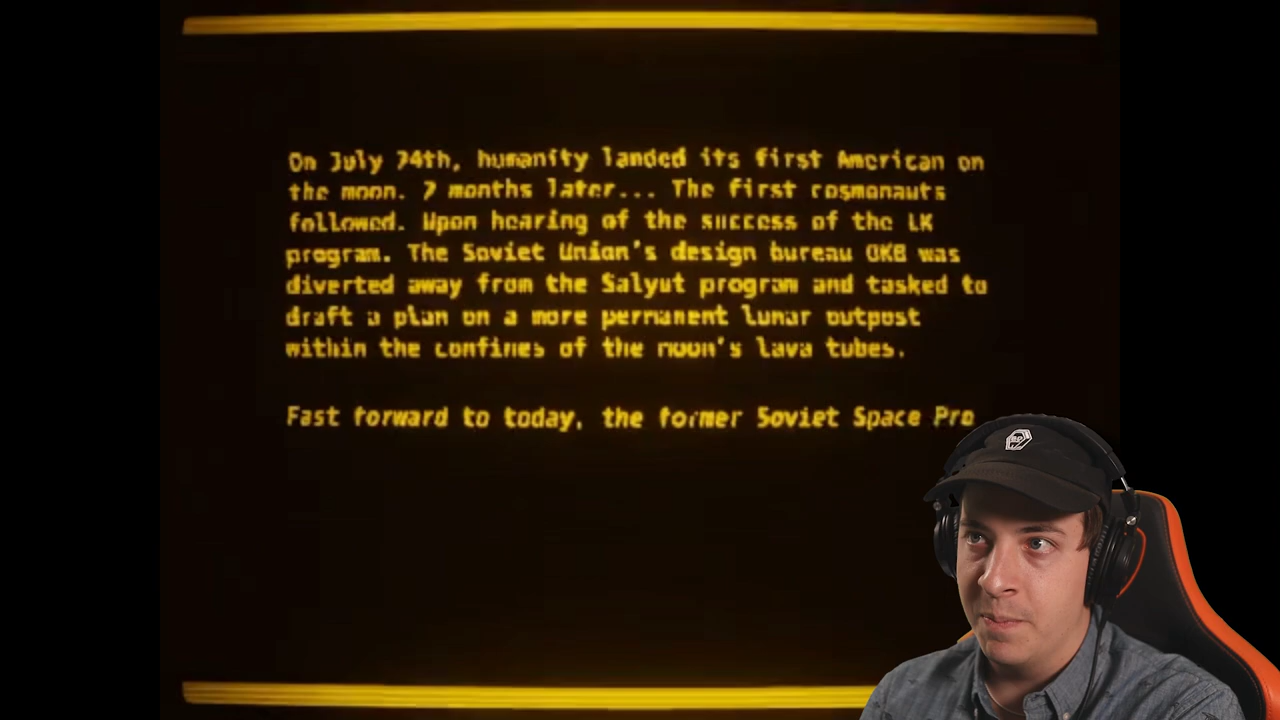 On July 24th, humanity landed its first American on
the moon. 7 months later... The first cosmonauts
followed. Upon hearing of the success of the LK
program. The Soviet Union's design bureau OKB was
diverted away from the Salyut program and tasked to
draft a plan on a more permanent lunar outpost
within the confines of the moon's lava tubes.
Fast forward to today, the former Soviet Space Pro